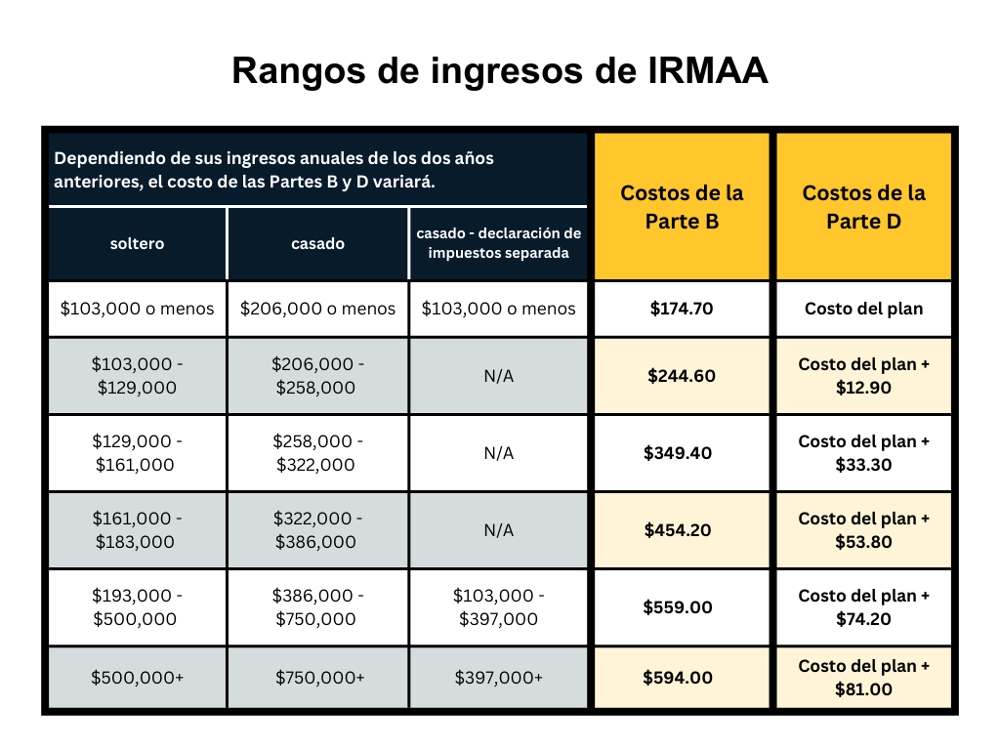 Rangos de ingresos de IRMAA
Dependiendo de sus ingresos anuales de los dos años
anteriores, el costo de las Partes B y D variará.
Costos de la
Parte B
Costos de la
Parte D
soltero
casado
casado - declaración de
impuestos separada
$103,000 o menos
$206,000 o menos
$103,000 o menos
$174.70
Costo del plan
$103,000 -
$129,000
$206,000 -
$258,000
N/A
$244.60
Costo del plan +
$12.90
$129,000 -
$161,000
$258,000 -
$322,000
N/A
$349.40
Costo del plan +
$33.30
$161,000 -
$183,000
$322,000 -
$386,000
N/A
$454.20
Costo del plan +
$53.80
$193,000 -
$500,000
$386,000 -
$750,000
$103,000 -
$397,000
$559.00
Costo del plan +
$74.20
$500,000+
$750,000+
$397,000+
$594.00
Costo del plan +
$81.00